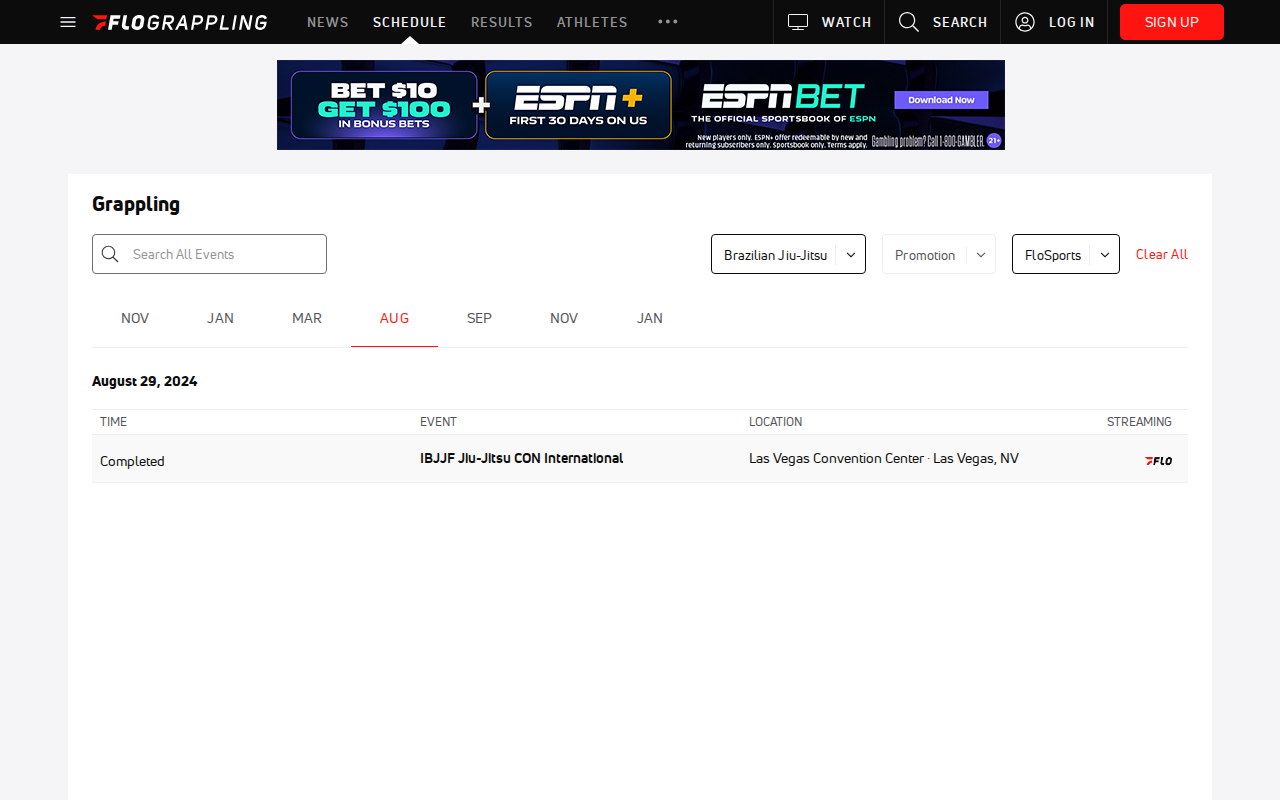 FLOGRAPPLING NEWS SCHEDULE RESULTS ATHLETES WATCH SEARCH LOG IN SIGN UP
BET $10
GET $100
IN BONUS BETS
+
ESPN+
FIRST 30 DAYS ON US
ESPN BET
THE OFFICIAL SPORTSBOOK OF ESPN
Download Now
New players only. ESPN+ offer redeemable by new and
returning subscribers only. Sportsbook only. Terms apply.
Gambling problem? Call 1-800-GAMBLER.
21+
Grappling
Search All Events Brazilian Jiu-Jitsu Promotion FloSports Clear All
NOV JAN MAR AUG SEP NOV JAN
August 29, 2024
TIME EVENT LOCATION STREAMING
Completed IBJJF Jiu-Jitsu CON International Las Vegas Convention Center · Las Vegas, NV FLO